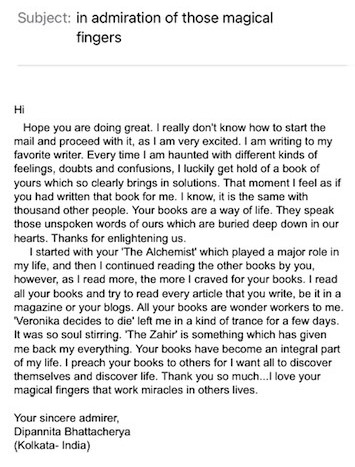 Subject: in admiration of those magical
fingers
Hi
Hope you are doing great. I really don't know how to start the
mail and proceed with it, as I am very excited. I am writing to my
favorite writer. Every time I am haunted with different kinds of
feelings, doubts and confusions, I luckily get hold of a book of
yours which so clearly brings in solutions. That moment I feel as if
you had written that book for me. I know, it is the same with
thousand other people. Your books are a way of life. They speak
those unspoken words of ours which are buried deep down in our
hearts. Thanks for enlightening us.
I started with your 'The Alchemist' which played a major role in
my life, and then I continued reading the other books by you,
however, as I read more, the more I craved for your books. I read
all your books and try to read every article that you write, be it in a
magazine or your blogs. All your books are wonder workers to me.
'Veronika decides to die' left me in a kind of trance for a few days.
It was so soul stirring. 'The Zahir' is something which has given
me back my everything. Your books have become an integral part
of my life. I preach your books to others for I want all to discover
themselves and discover life. Thank you so much...I love your
magical fingers that work miracles in others lives.
Your sincere admirer,
Dipannita Bhattacherya
(Kolkata- India)